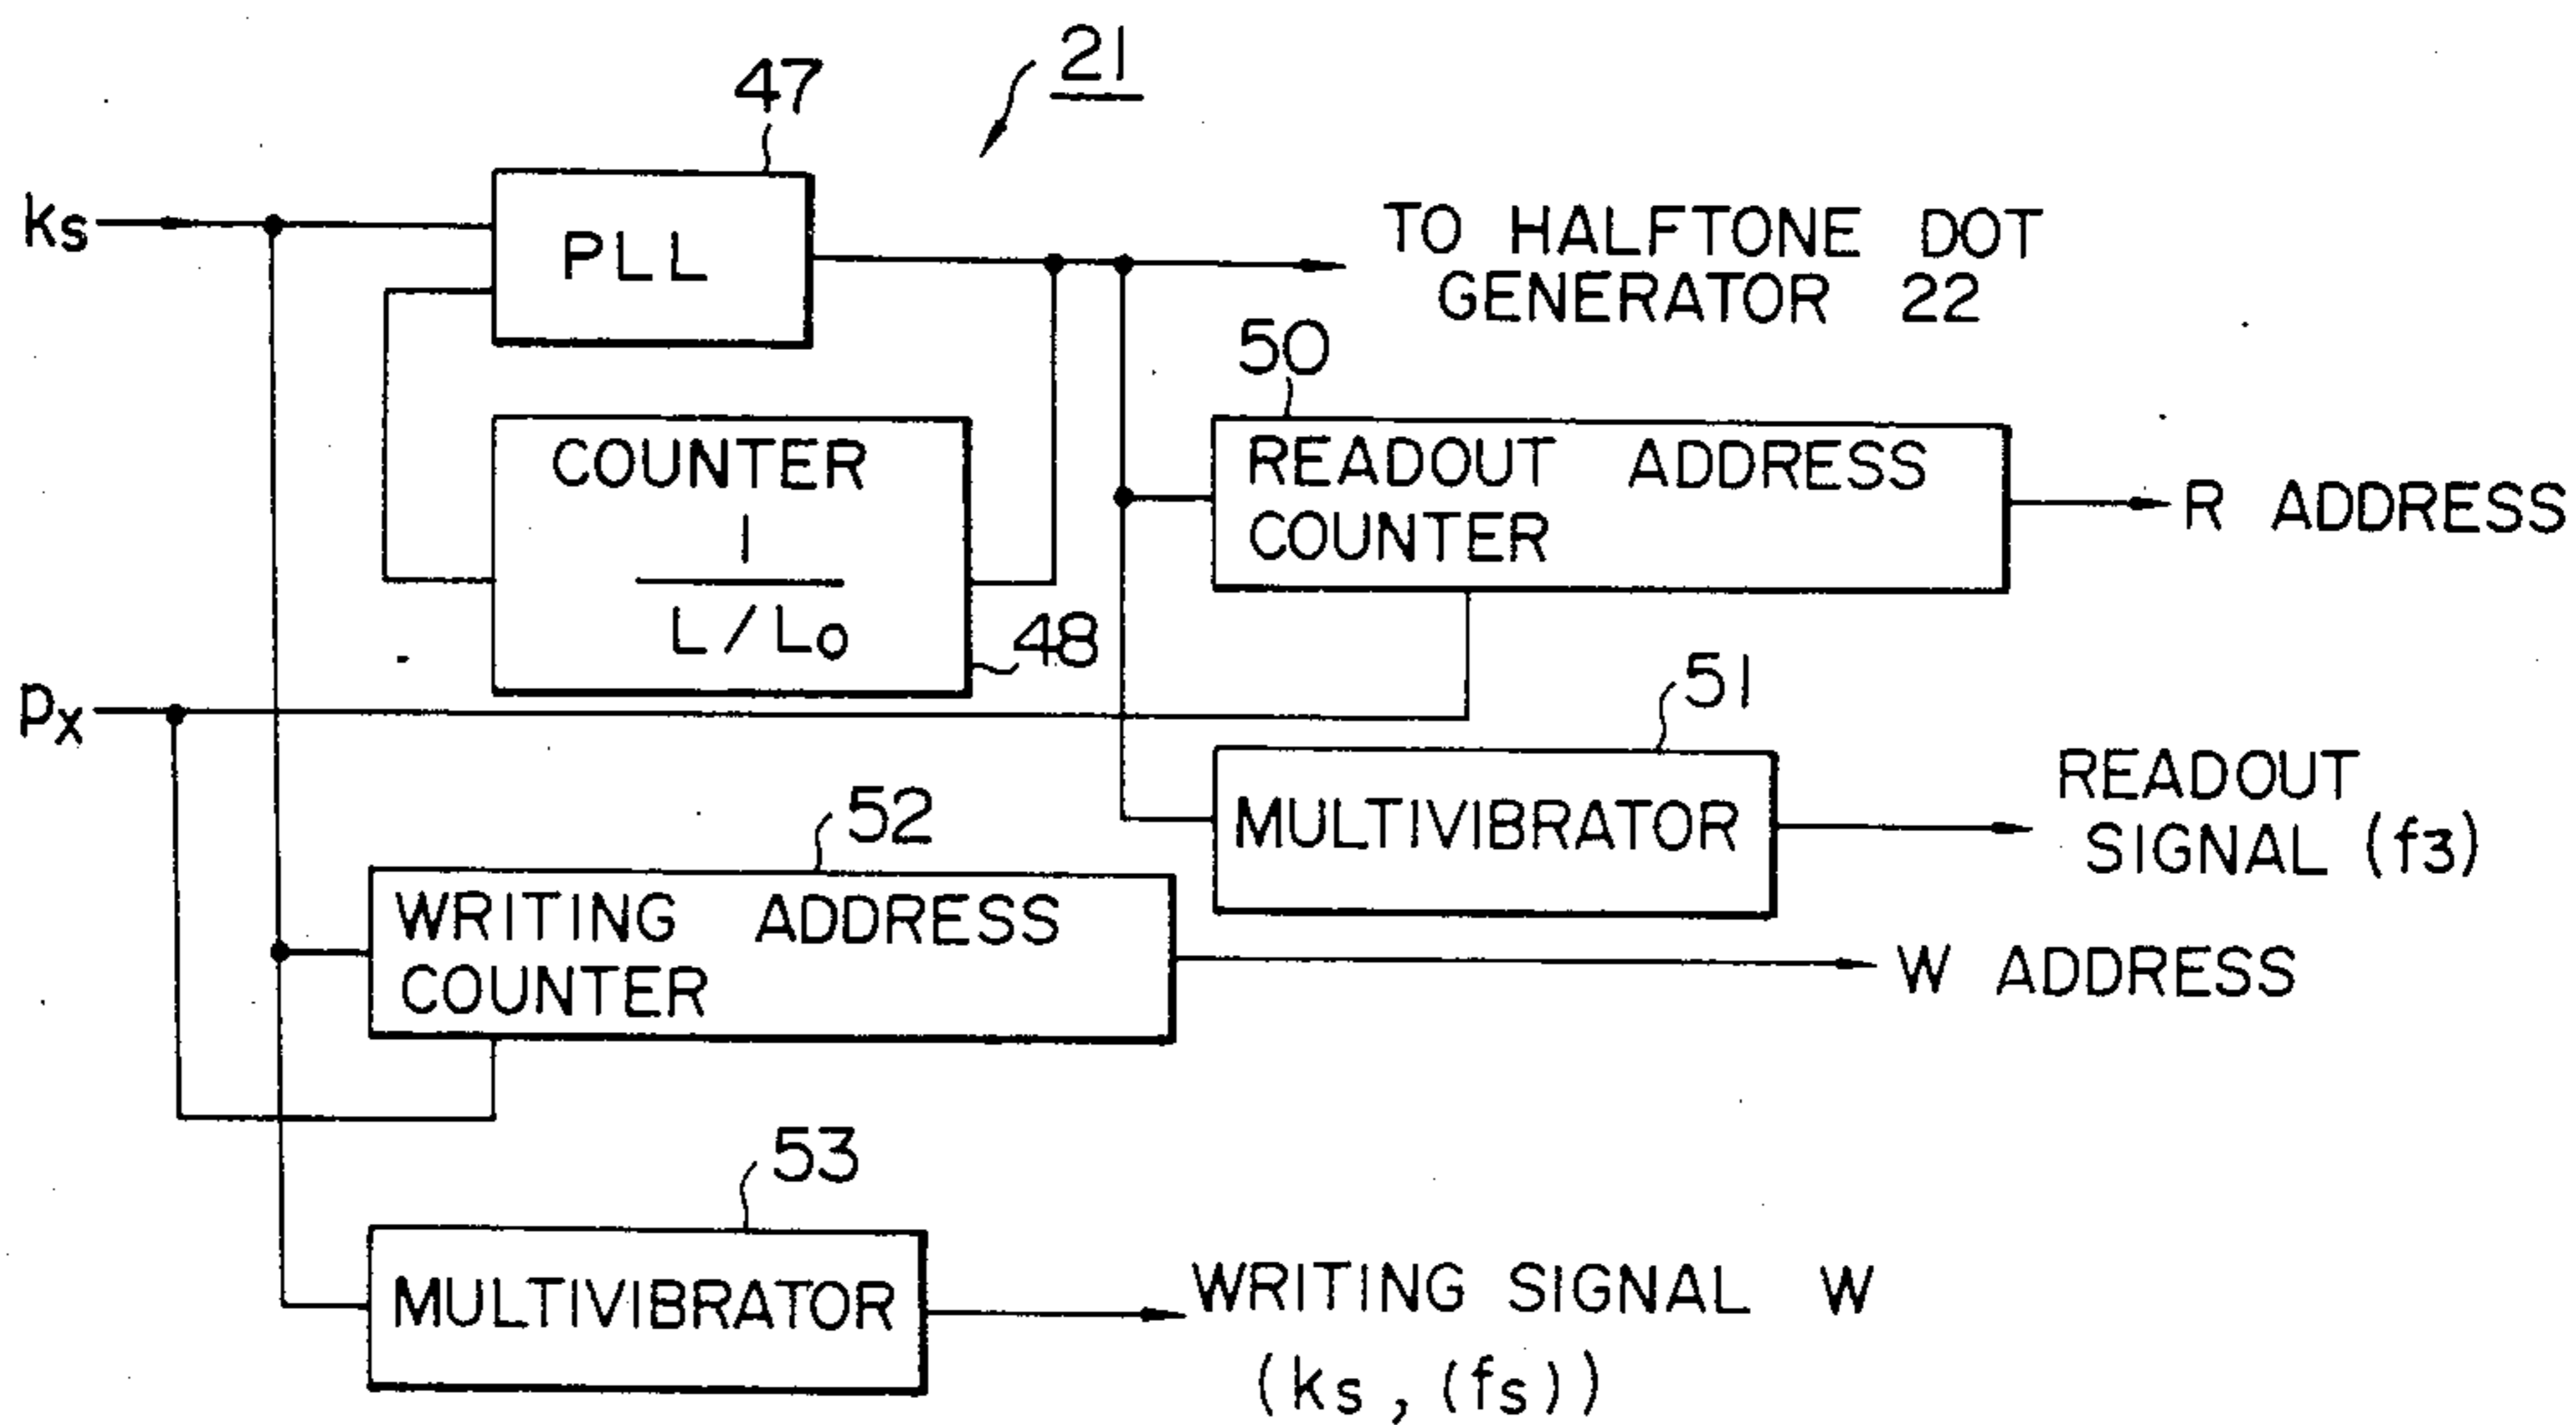 21
47
ks
PLL
TO HALFTONE DOT
GENERATOR 22
50
COUNTER
1
L/Lo
48
READOUT ADDRESS
COUNTER
R ADDRESS
px
51
MULTIVIBRATOR
READOUT
SIGNAL (f3)
52
WRITING ADDRESS
COUNTER
W ADDRESS
53
MULTIVIBRATOR
WRITING SIGNAL W
(ks, (fs))